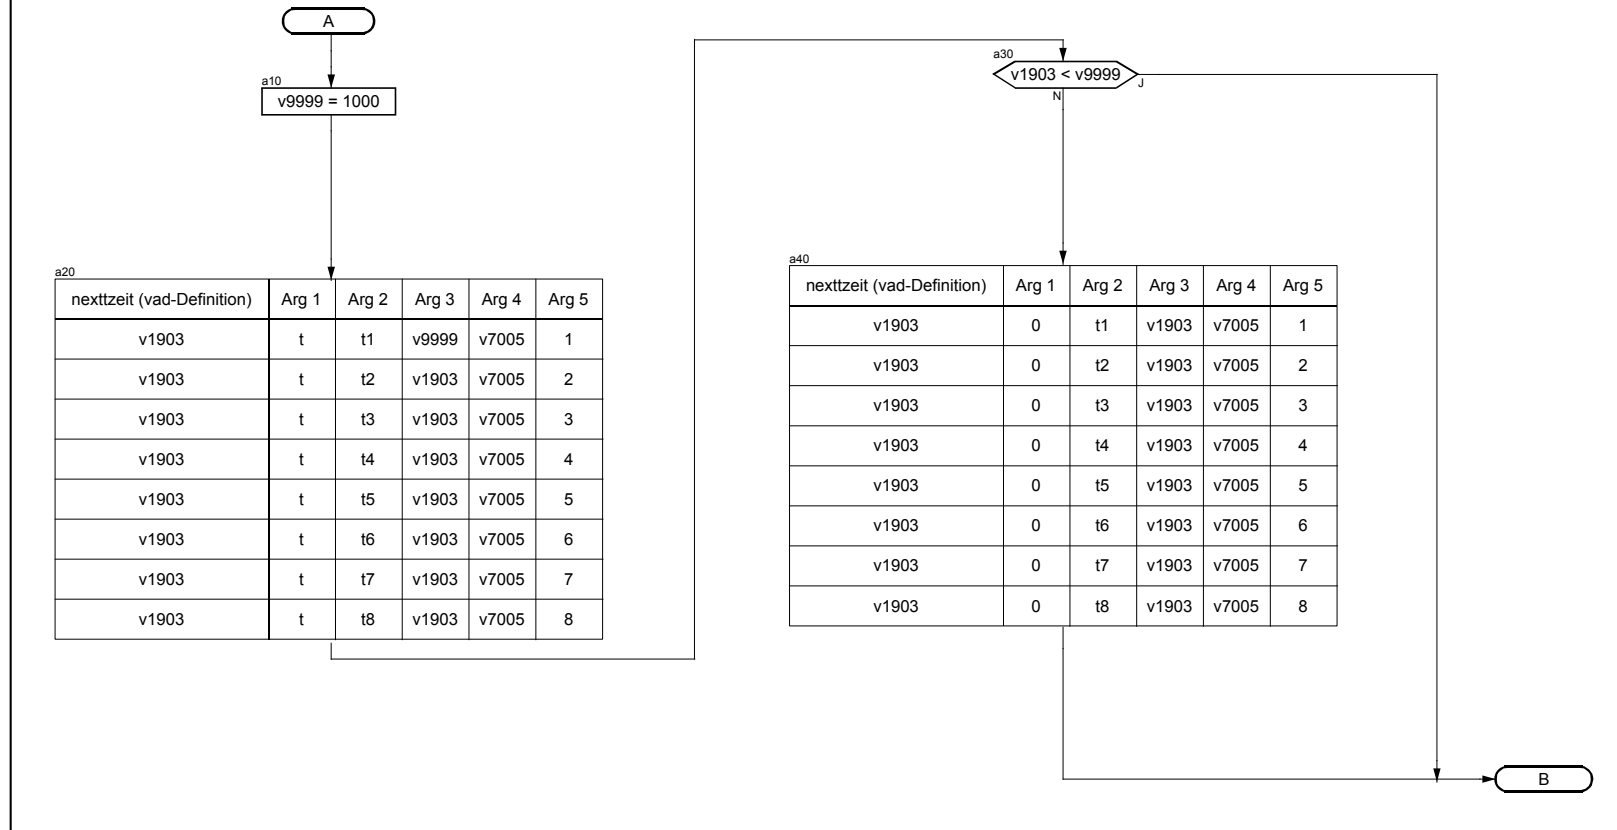 A
a10
v9999 = 1000
a20
nexttzeit (vad-Definition) Arg 1 Arg 2 Arg 3 Arg 4 Arg 5
v1903 t t1 v9999 v7005 1
v1903 t t2 v1903 v7005 2
v1903 t t3 v1903 v7005 3
v1903 t t4 v1903 v7005 4
v1903 t t5 v1903 v7005 5
v1903 t t6 v1903 v7005 6
v1903 t t7 v1903 v7005 7
v1903 t t8 v1903 v7005 8
a30
v1903 < v9999
J
N
a40
nexttzeit (vad-Definition) Arg 1 Arg 2 Arg 3 Arg 4 Arg 5
v1903 0 t1 v1903 v7005 1
v1903 0 t2 v1903 v7005 2
v1903 0 t3 v1903 v7005 3
v1903 0 t4 v1903 v7005 4
v1903 0 t5 v1903 v7005 5
v1903 0 t6 v1903 v7005 6
v1903 0 t7 v1903 v7005 7
v1903 0 t8 v1903 v7005 8
B